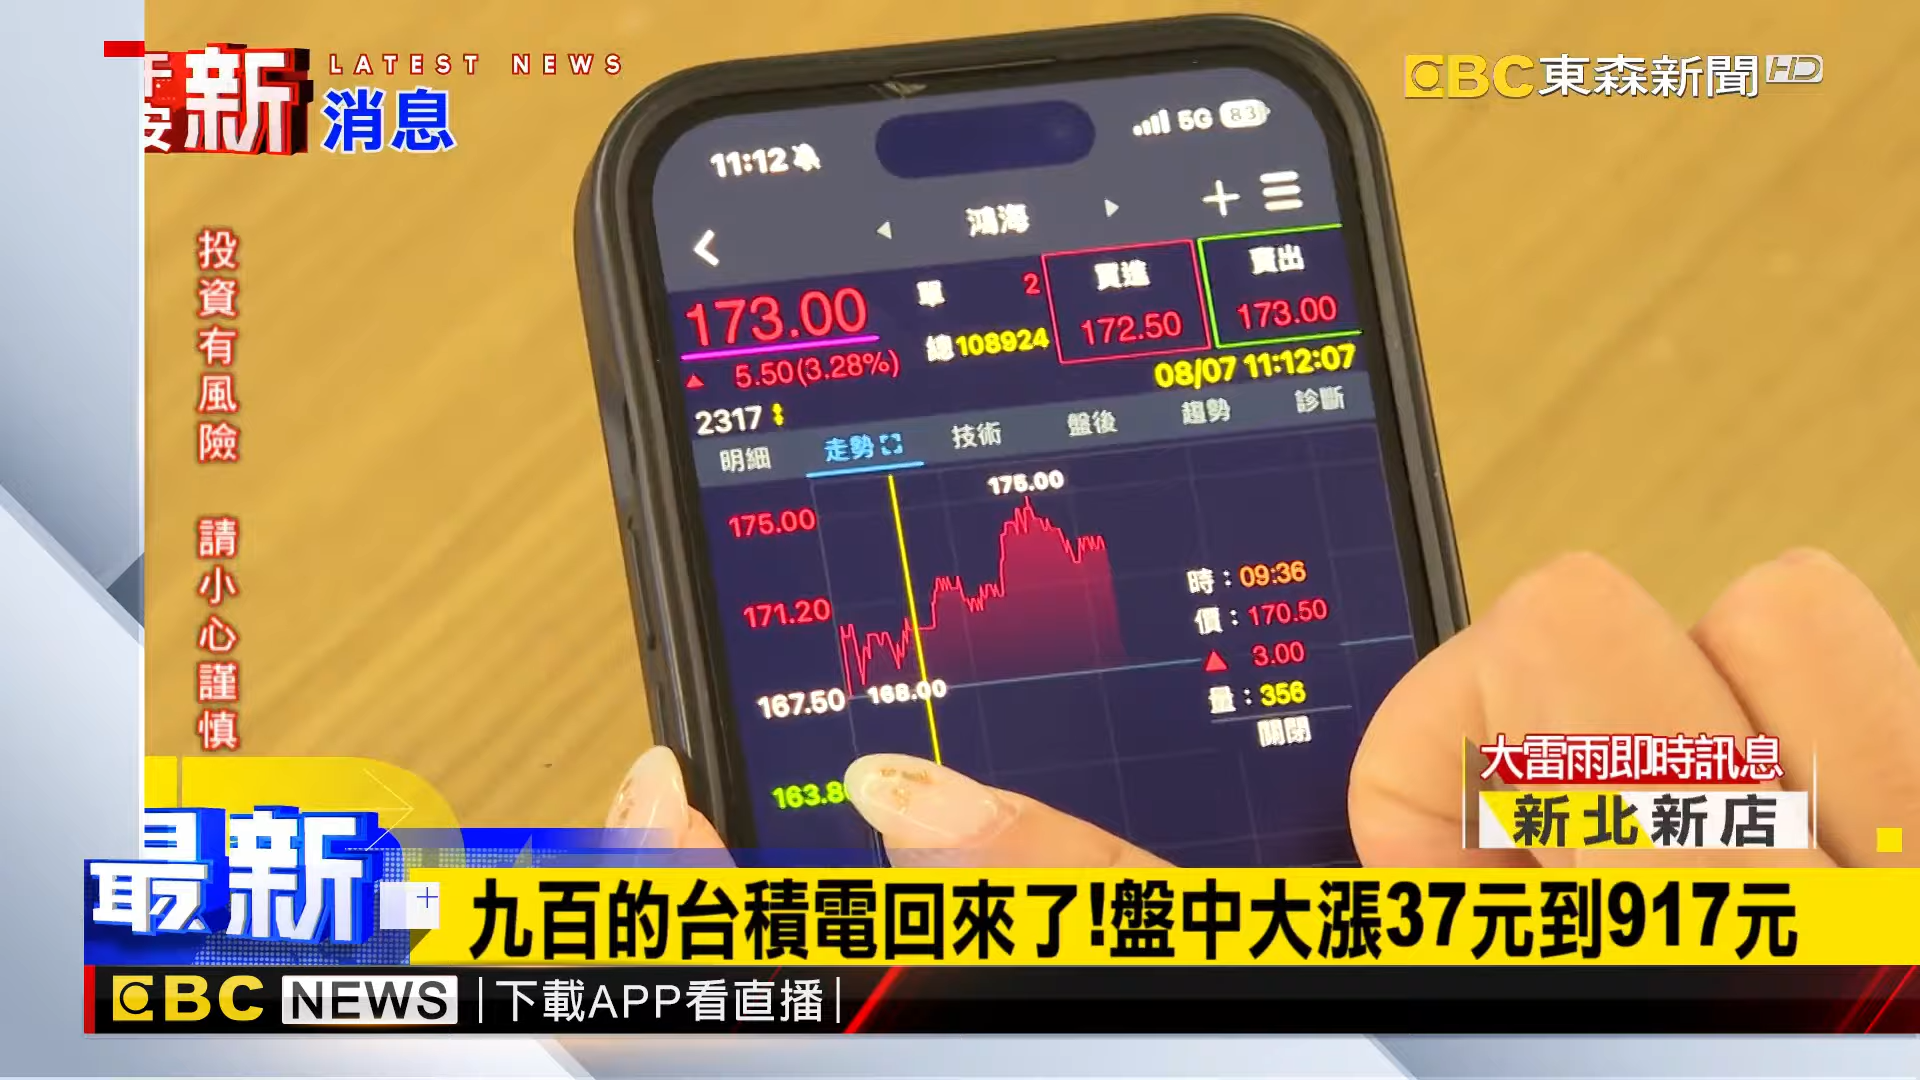 新 LATEST NEWS
消息
EBC東森新聞HD
投資有風險 請小心謹慎
11:12 5G 83
鴻海
173.00
單 2
買進
172.50
賣出
173.00
▲ 5.50(3.28%)
總108924
08/07 11:12:07
2317
明細 走勢 技術 盤後 趨勢 診斷
175.00
175.00
171.20
167.50
168.00
163.8
時：09:36
價：170.50
▲ 3.00
量：356
關閉
大雷雨即時訊息
新北新店
最新
九百的台積電回來了!盤中大漲37元到917元
EBC NEWS |下載APP看直播|